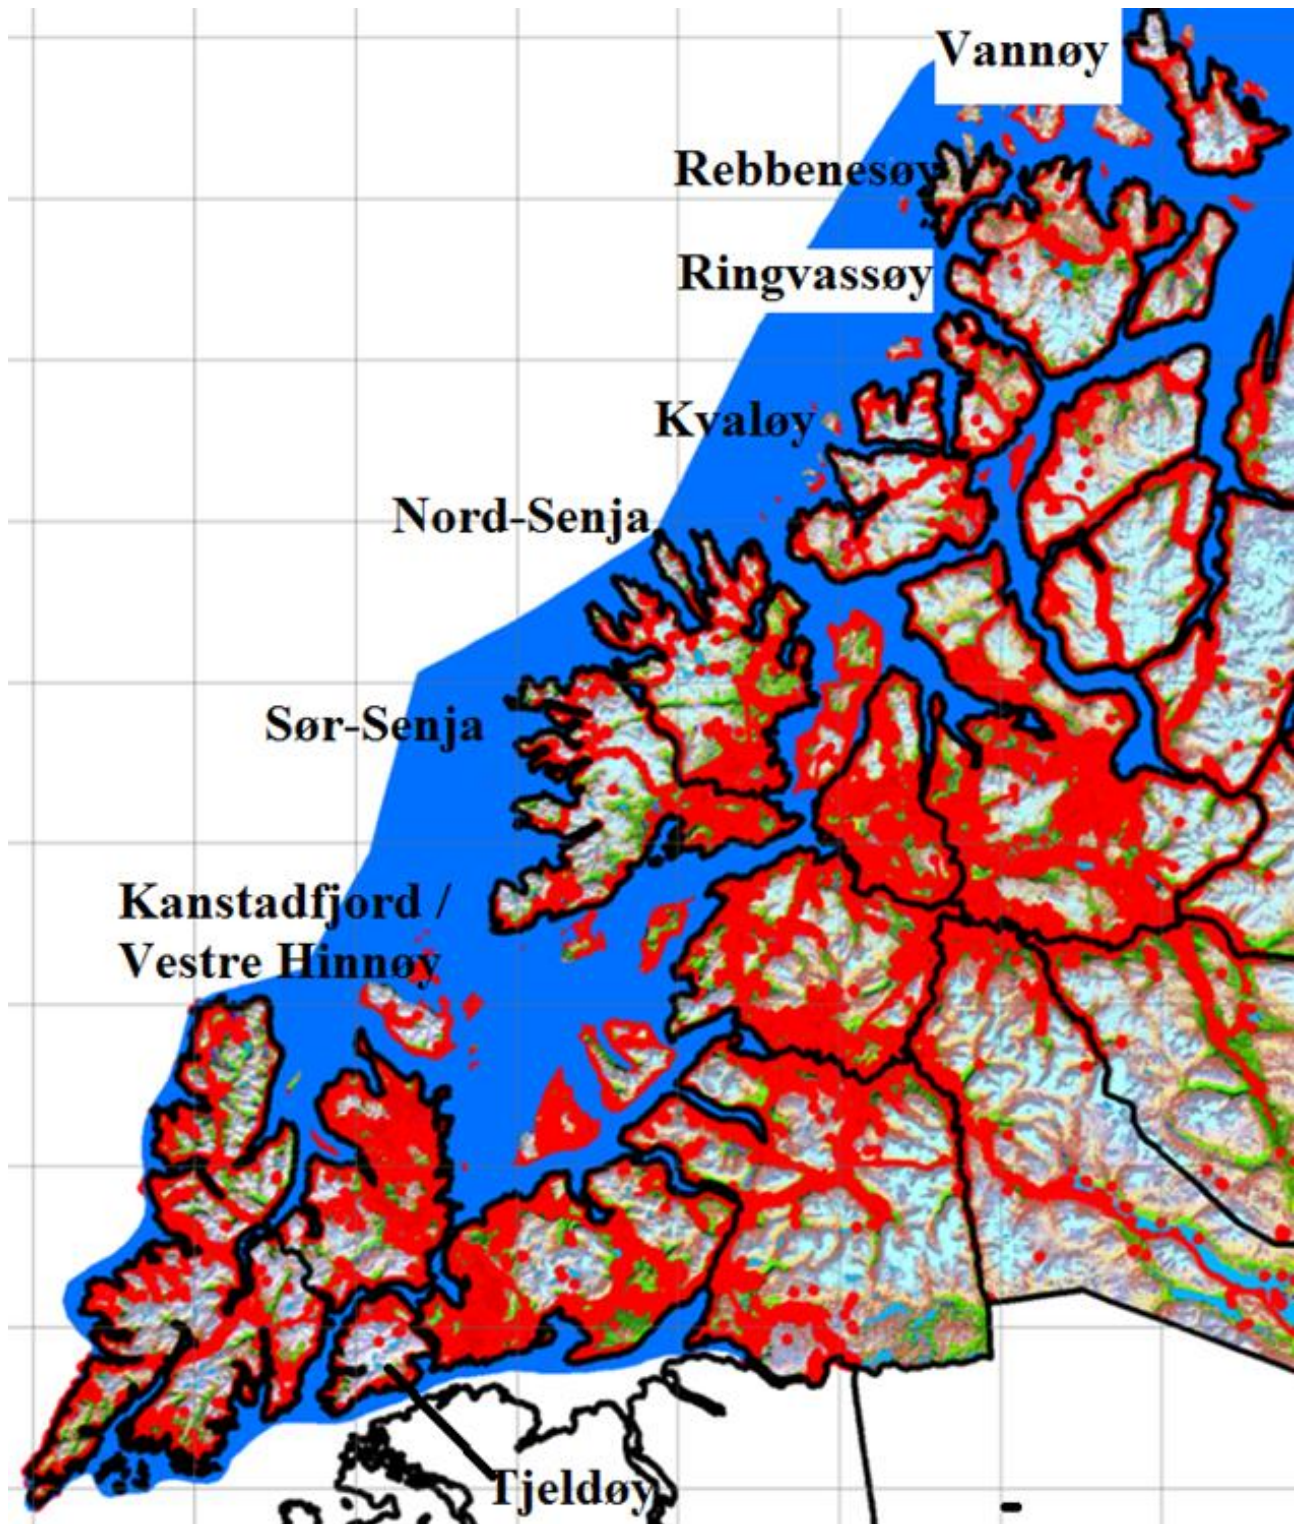 Vannøy
Rebbenesøy
Ringvassøy
Kvaløy
Nord-Senja
Sør-Senja
Kanstadfjord /
Vestre Hinnøy
Tjeldøy